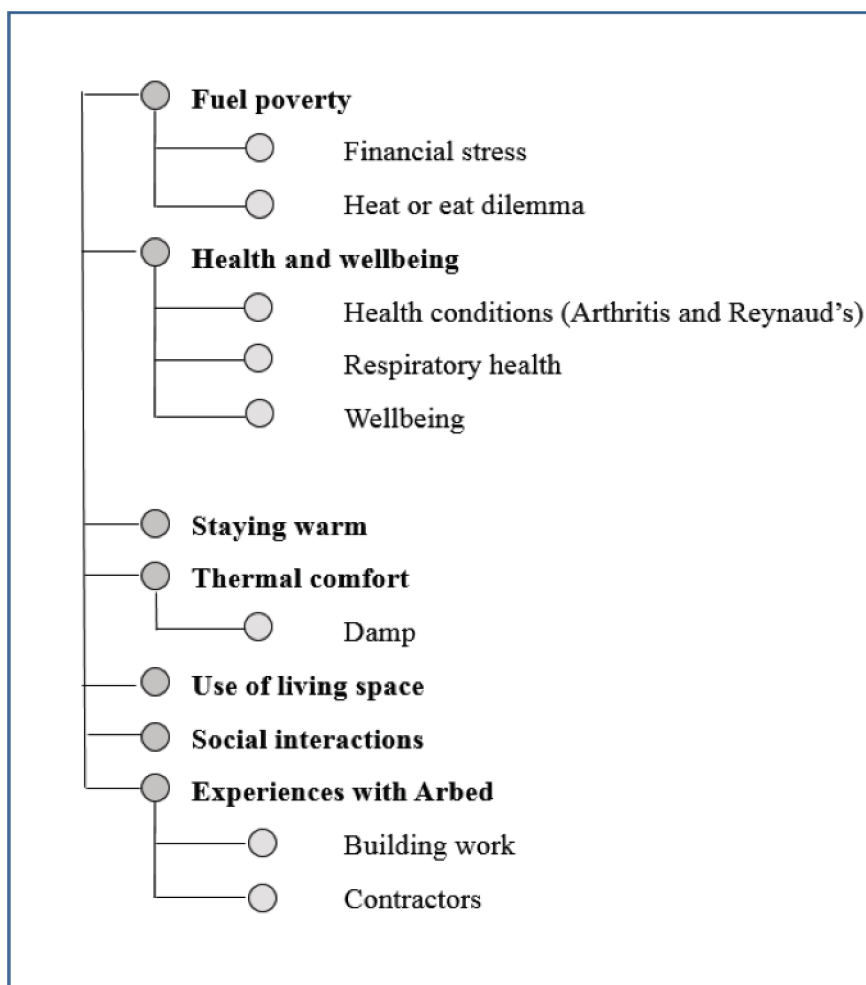 Fuel poverty
Financial stress
Heat or eat dilemma
Health and wellbeing
Health conditions (Arthritis and Reynaud’s)
Respiratory health
Wellbeing
Staying warm
Thermal comfort
Damp
Use of living space
Social interactions
Experiences with Arbed
Building work
Contractors